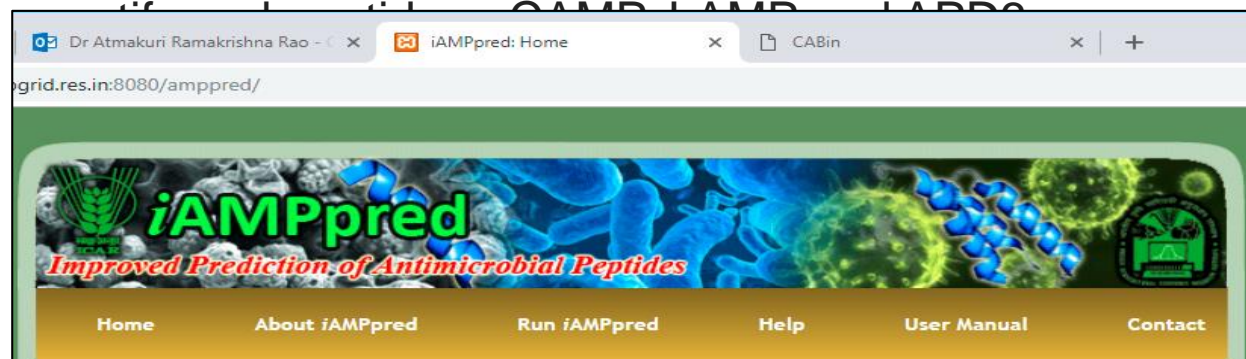 Dr Atmakuri Ramakrishna Rao - iAMPpred: Home CABin
grid.res.in:8080/amppred/
iAMPpred
Improved Prediction of Antimicrobial Peptides
Home About iAMPpred Run iAMPpred Help User Manual Contact